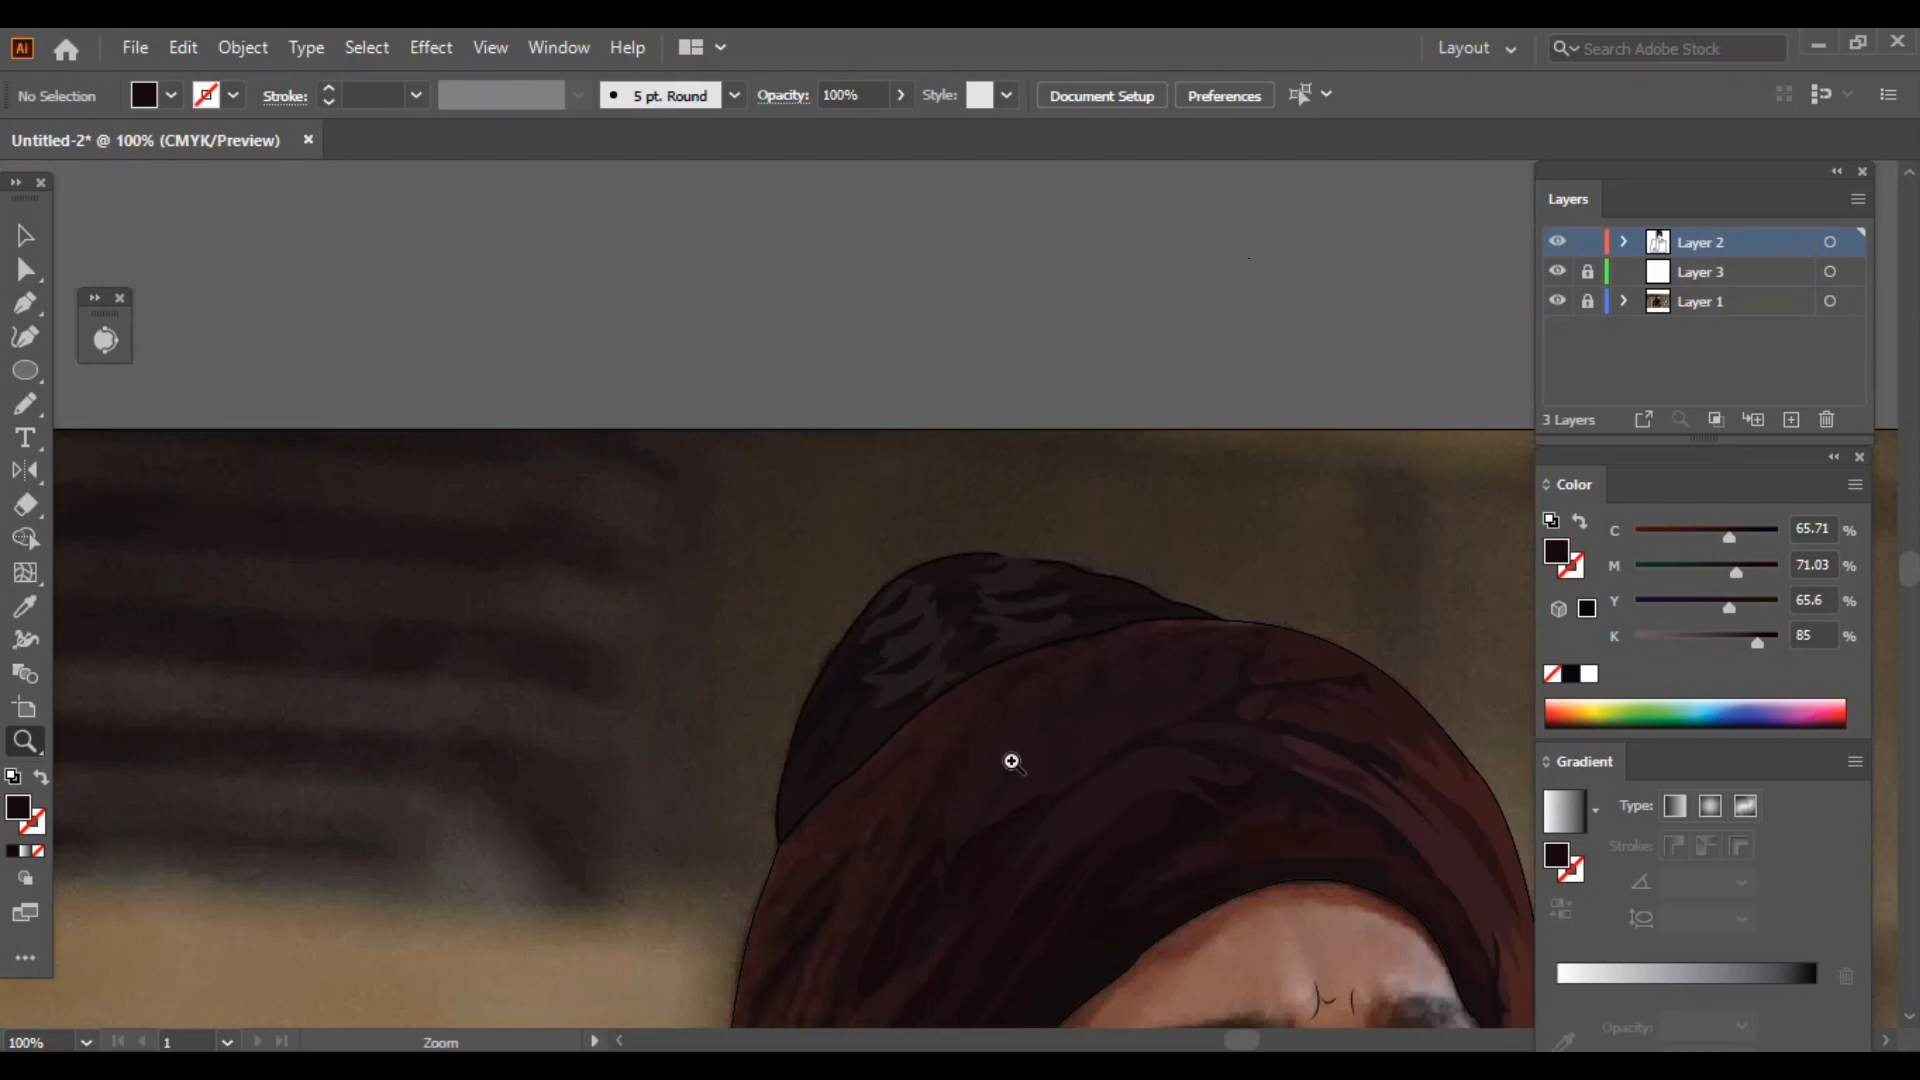 Ai File Edit Object Type Select Effect View Window Help Layout Search Adobe Stock
No Selection Stroke: 5 pt. Round Opacity: 100% Style: Document Setup Preferences
Untitled-2* @ 100% (CMYK/Preview)
Layers
Layer 2
Layer 3
Layer 1
3 Layers
Color
C 65.71 %
M 71.03 %
Y 65.6 %
K 85 %
Gradient
Type:
Stroke:
Opacity:
100% 1 Zoom